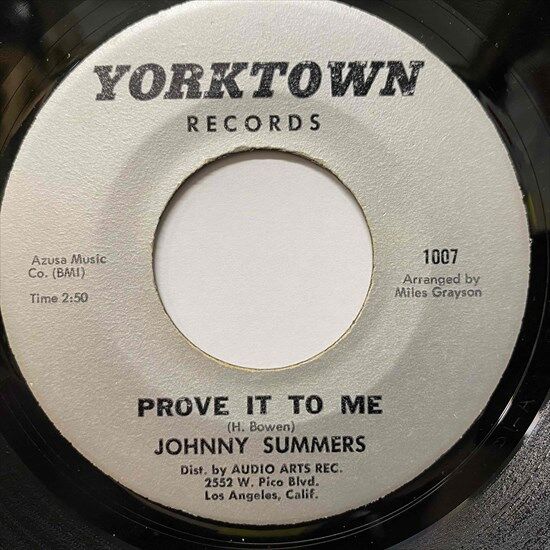 YORKTOWN
RECORDS
Azusa Music
Co. (BMI)
Time 2:50
1007
Arranged by
Miles Grayson
PROVE IT TO ME
(H. Bowen)
JOHNNY SUMMERS
Dist. by AUDIO ARTS REC.
2552 W. Pico Blvd.
Los Angeles, Calif.